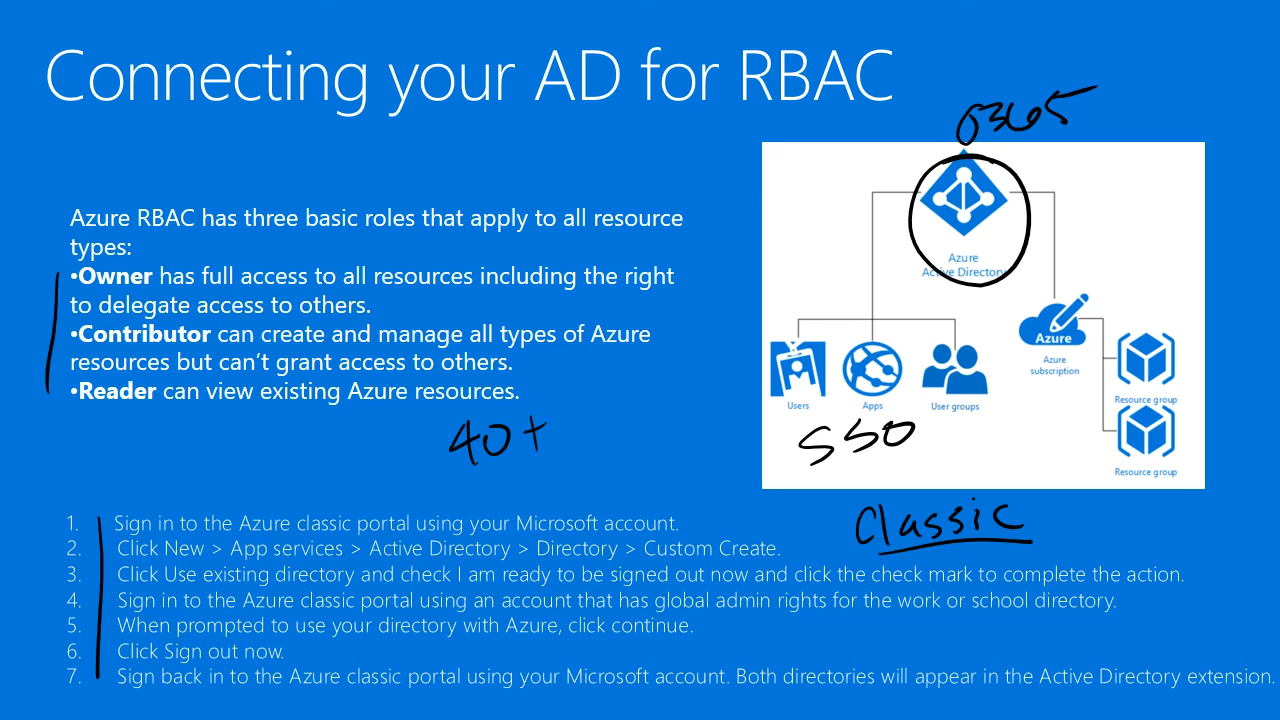 Connecting your AD for RBAC
O365
Azure RBAC has three basic roles that apply to all resource
types:
•Owner has full access to all resources including the right
to delegate access to others.
•Contributor can create and manage all types of Azure
resources but can’t grant access to others.
•Reader can view existing Azure resources.
40+
Azure
Active Directory
Azure
Azure
subscription
Users
Apps
User groups
Resource group
Resource group
SSO
Classic
1. Sign in to the Azure classic portal using your Microsoft account.
2. Click New > App services > Active Directory > Directory > Custom Create.
3. Click Use existing directory and check I am ready to be signed out now and click the check mark to complete the action.
4. Sign in to the Azure classic portal using an account that has global admin rights for the work or school directory.
5. When prompted to use your directory with Azure, click continue.
6. Click Sign out now.
7. Sign back in to the Azure classic portal using your Microsoft account. Both directories will appear in the Active Directory extension.